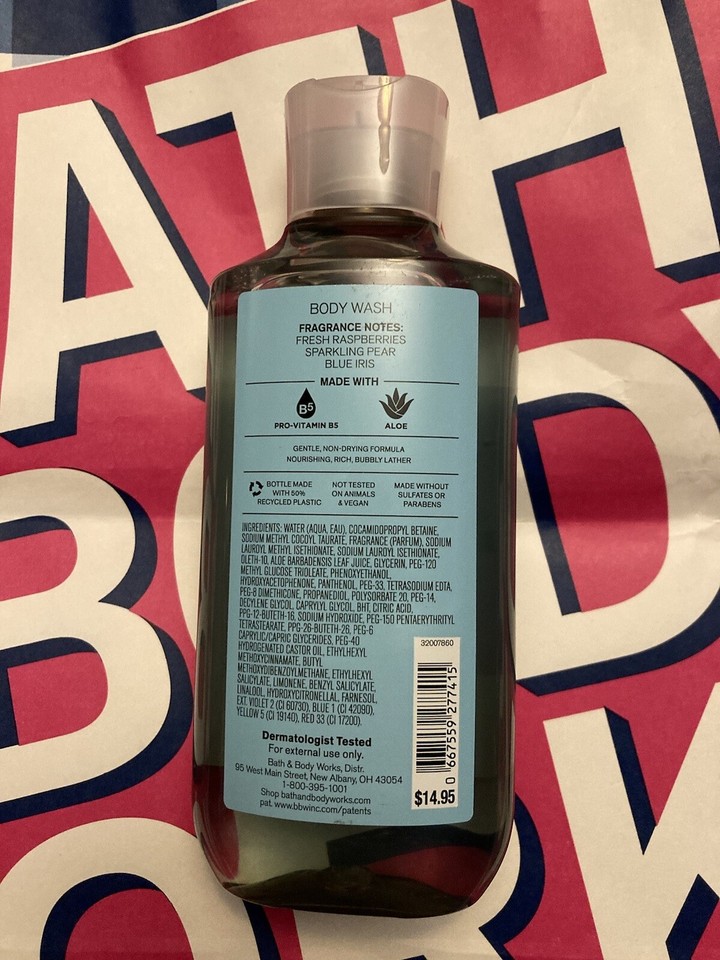 BATH
BODY
WORK
BODY WASH
FRAGRANCE NOTES:
FRESH RASPBERRIES
SPARKLING PEAR
BLUE IRIS
MADE WITH
B5
PRO-VITAMIN B5
ALOE
GENTLE, NON-DRYING FORMULA
NOURISHING, RICH, BUBBLY LATHER
BOTTLE MADE
WITH 50%
RECYCLED PLASTIC
NOT TESTED
ON ANIMALS
& VEGAN
MADE WITHOUT
SULFATES OR
PARABENS
INGREDIENTS: WATER (AQUA, EAU), COCAMIDOPROPYL BETAINE,
SODIUM METHYL COCOYL TAURATE, FRAGRANCE (PARFUM), SODIUM
LAUROYL METHYL ISETHIONATE, SODIUM LAUROYL ISETHIONATE,
OLETH-10, ALOE BARBADENSIS LEAF JUICE, GLYCERIN, PEG-120
METHYL GLUCOSE TRIOLEATE, PHENOXYETHANOL,
HYDROXYACETOPHENONE, PANTHENOL, PEG-33, TETRASODIUM EDTA,
PEG-8 DIMETHICONE, PROPANEDIOL, POLYSORBATE 20, PEG-14,
DECYLENE GLYCOL, CAPRYLYL GLYCOL, BHT, CITRIC ACID,
PPG-12-BUTETH-16, SODIUM HYDROXIDE, PEG-150 PENTAERYTHRITYL
TETRASTEARATE, PPG-26-BUTETH-26, PEG-6
CAPRYLIC/CAPRIC GLYCERIDES, PEG-40
HYDROGENATED CASTOR OIL, ETHYLHEXYL
METHOXYCINNAMATE, BUTYL
METHOXYDIBENZOYLMETHANE, ETHYLHEXYL
SALICYLATE, LIMONENE, BENZYL SALICYLATE,
LINALOOL, HYDROXYCITRONELLAL, FARNESOL,
EXT. VIOLET 2 (CI 60730), BLUE 1 (CI 42090),
YELLOW 5 (CI 19140), RED 33 (CI 17200).
Dermatologist Tested
For external use only.
Bath & Body Works, Distr.
95 West Main Street, New Albany, OH 43054
1-800-395-1001
Shop bathandbodyworks.com
pat. www.bbwinc.com/patents
32007860
0 667559 277415
$14.95